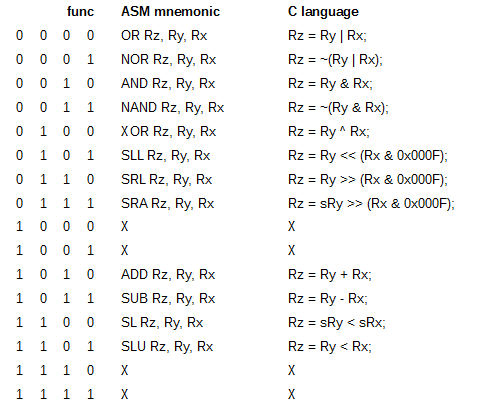 func ASM mnemonic C language
0 0 0 0 OR Rz, Ry, Rx Rz = Ry | Rx;
0 0 0 1 NOR Rz, Ry, Rx Rz = ~(Ry | Rx);
0 0 1 0 AND Rz, Ry, Rx Rz = Ry & Rx;
0 0 1 1 NAND Rz, Ry, Rx Rz = ~(Ry & Rx);
0 1 0 0 XOR Rz, Ry, Rx Rz = Ry ^ Rx;
0 1 0 1 SLL Rz, Ry, Rx Rz = Ry << (Rx & 0x000F);
0 1 1 0 SRL Rz, Ry, Rx Rz = Ry >> (Rx & 0x000F);
0 1 1 1 SRA Rz, Ry, Rx Rz = sRy >> (Rx & 0x000F);
1 0 0 0 X X
1 0 0 1 X X
1 0 1 0 ADD Rz, Ry, Rx Rz = Ry + Rx;
1 0 1 1 SUB Rz, Ry, Rx Rz = Ry - Rx;
1 1 0 0 SL Rz, Ry, Rx Rz = sRy < sRx;
1 1 0 1 SLU Rz, Ry, Rx Rz = Ry < Rx;
1 1 1 0 X X
1 1 1 1 X X